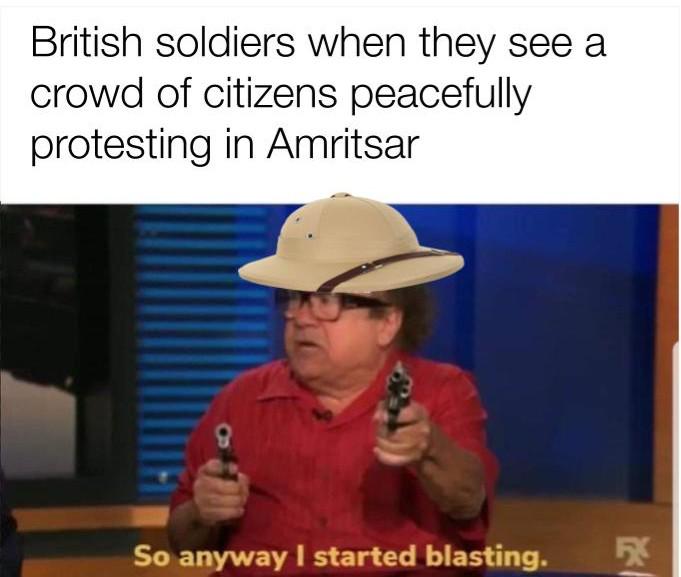 British soldiers when they see a
crowd of citizens peacefully
protesting in Amritsar
So anyway I started blasting.
FX